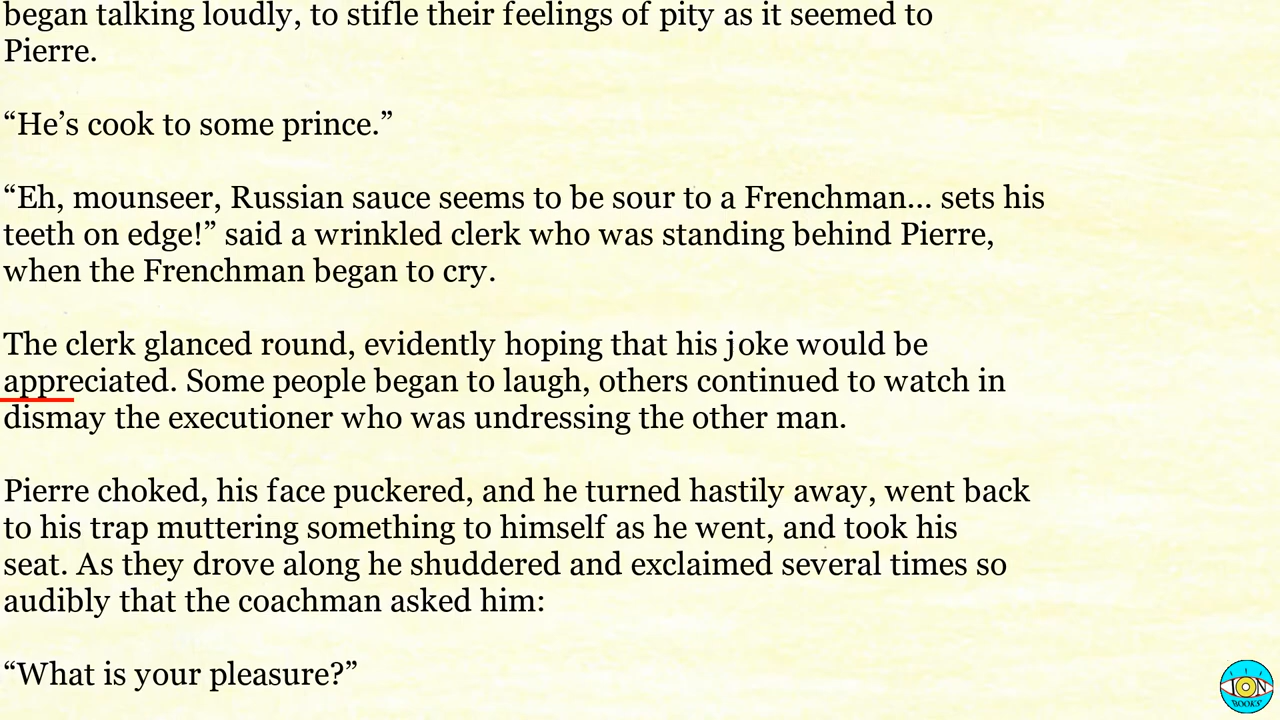 began talking loudly, to stifle their feelings of pity as it seemed to
Pierre.
“He’s cook to some prince.”
“Eh, mounseer, Russian sauce seems to be sour to a Frenchman... sets his
teeth on edge!” said a wrinkled clerk who was standing behind Pierre,
when the Frenchman began to cry.
The clerk glanced round, evidently hoping that his joke would be
appreciated. Some people began to laugh, others continued to watch in
dismay the executioner who was undressing the other man.
Pierre choked, his face puckered, and he turned hastily away, went back
to his trap muttering something to himself as he went, and took his
seat. As they drove along he shuddered and exclaimed several times so
audibly that the coachman asked him:
“What is your pleasure?”
ION
BOOKS